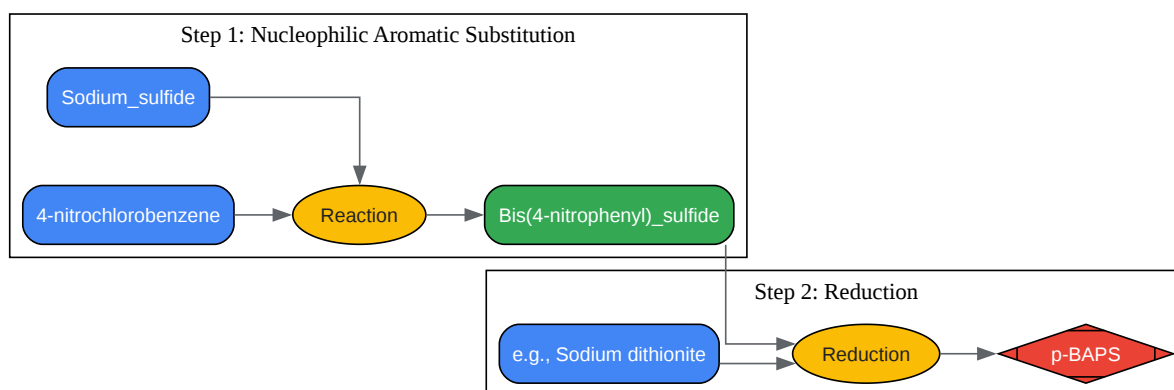 Step 1: Nucleophilic Aromatic Substitution
Sodium_sulfide
4-nitrochlorobenzene
Reaction
Bis(4-nitrophenyl)_sulfide
Step 2: Reduction
e.g., Sodium dithionite
Reduction
p-BAPS